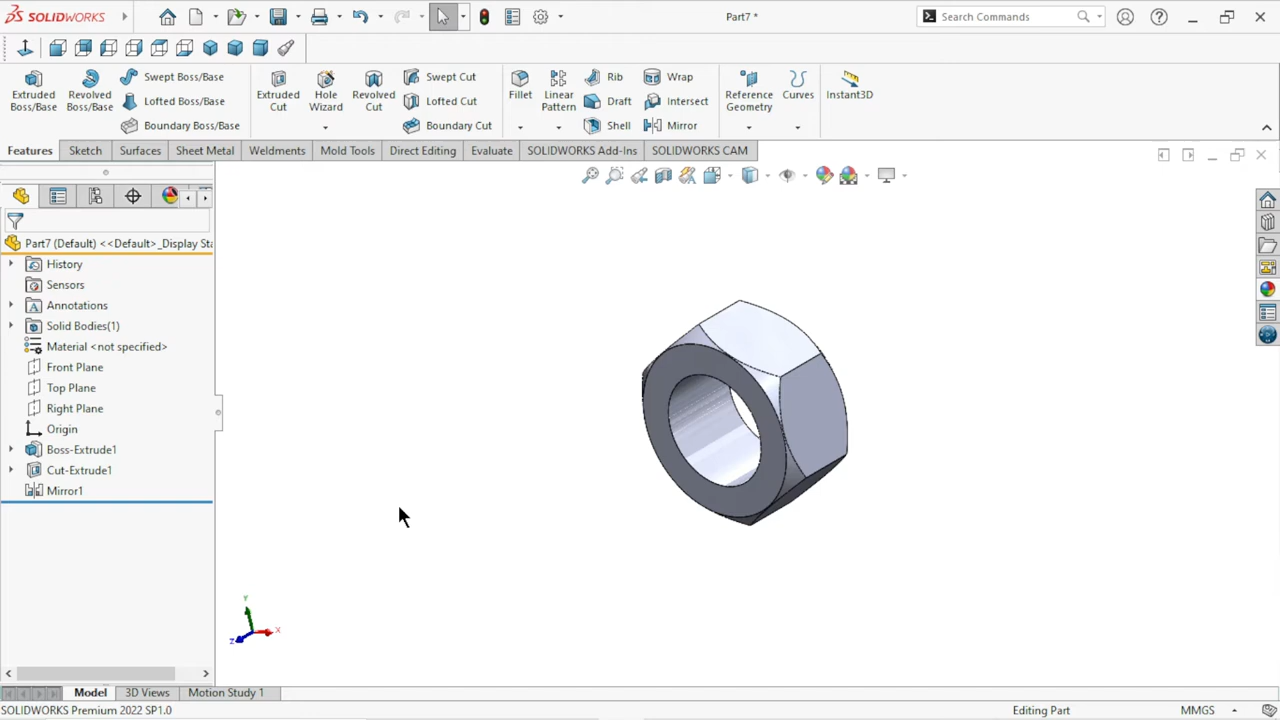 SOLIDWORKS
Part7 *
Search Commands
Extruded Boss/Base
Revolved Boss/Base
Swept Boss/Base
Lofted Boss/Base
Boundary Boss/Base
Extruded Cut
Hole Wizard
Revolved Cut
Swept Cut
Lofted Cut
Boundary Cut
Fillet
Linear Pattern
Rib
Draft
Shell
Wrap
Intersect
Mirror
Reference Geometry
Curves
Instant3D
Features Sketch Surfaces Sheet Metal Weldments Mold Tools Direct Editing Evaluate SOLIDWORKS Add-Ins SOLIDWORKS CAM
Part7 (Default) <<Default>_Display Sta
History
Sensors
Annotations
Solid Bodies(1)
Material <not specified>
Front Plane
Top Plane
Right Plane
Origin
Boss-Extrude1
Cut-Extrude1
Mirror1
Y
X
Z
Model 3D Views Motion Study 1
SOLIDWORKS Premium 2022 SP1.0
Editing Part
MMGS